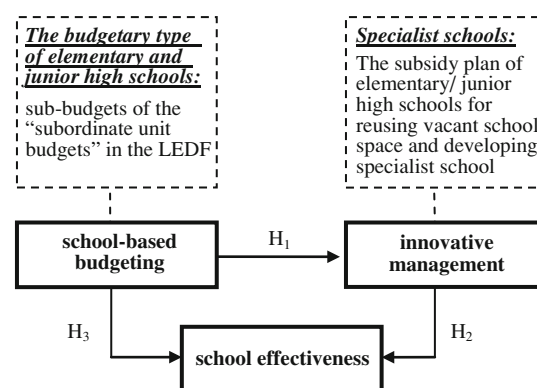 The budgetary type
of elementary and
junior high schools:
sub-budgets of the
“subordinate unit
budgets” in the LEDF
Specialist schools:
The subsidy plan of
elementary/ junior
high schools for
reusing vacant school
space and developing
specialist school
school-based
budgeting
H1
innovative
management
H3
H2
school effectiveness